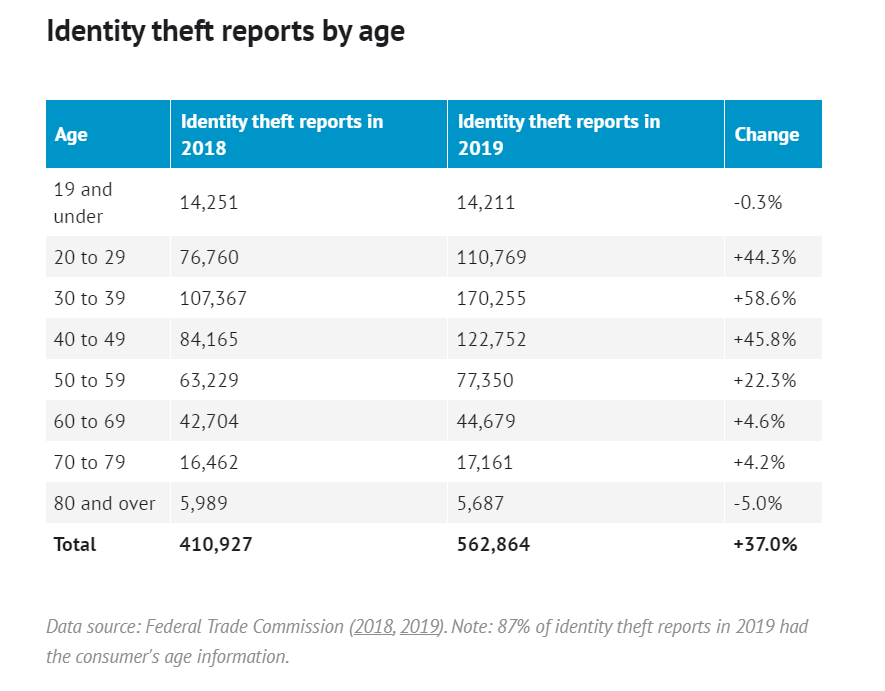 Identity theft reports by age
Age Identity theft reports in 2018 Identity theft reports in 2019 Change
19 and under 14,251 14,211 -0.3%
20 to 29 76,760 110,769 +44.3%
30 to 39 107,367 170,255 +58.6%
40 to 49 84,165 122,752 +45.8%
50 to 59 63,229 77,350 +22.3%
60 to 69 42,704 44,679 +4.6%
70 to 79 16,462 17,161 +4.2%
80 and over 5,989 5,687 -5.0%
Total 410,927 562,864 +37.0%
Data source: Federal Trade Commission (2018, 2019). Note: 87% of identity theft reports in 2019 had
the consumer's age information.